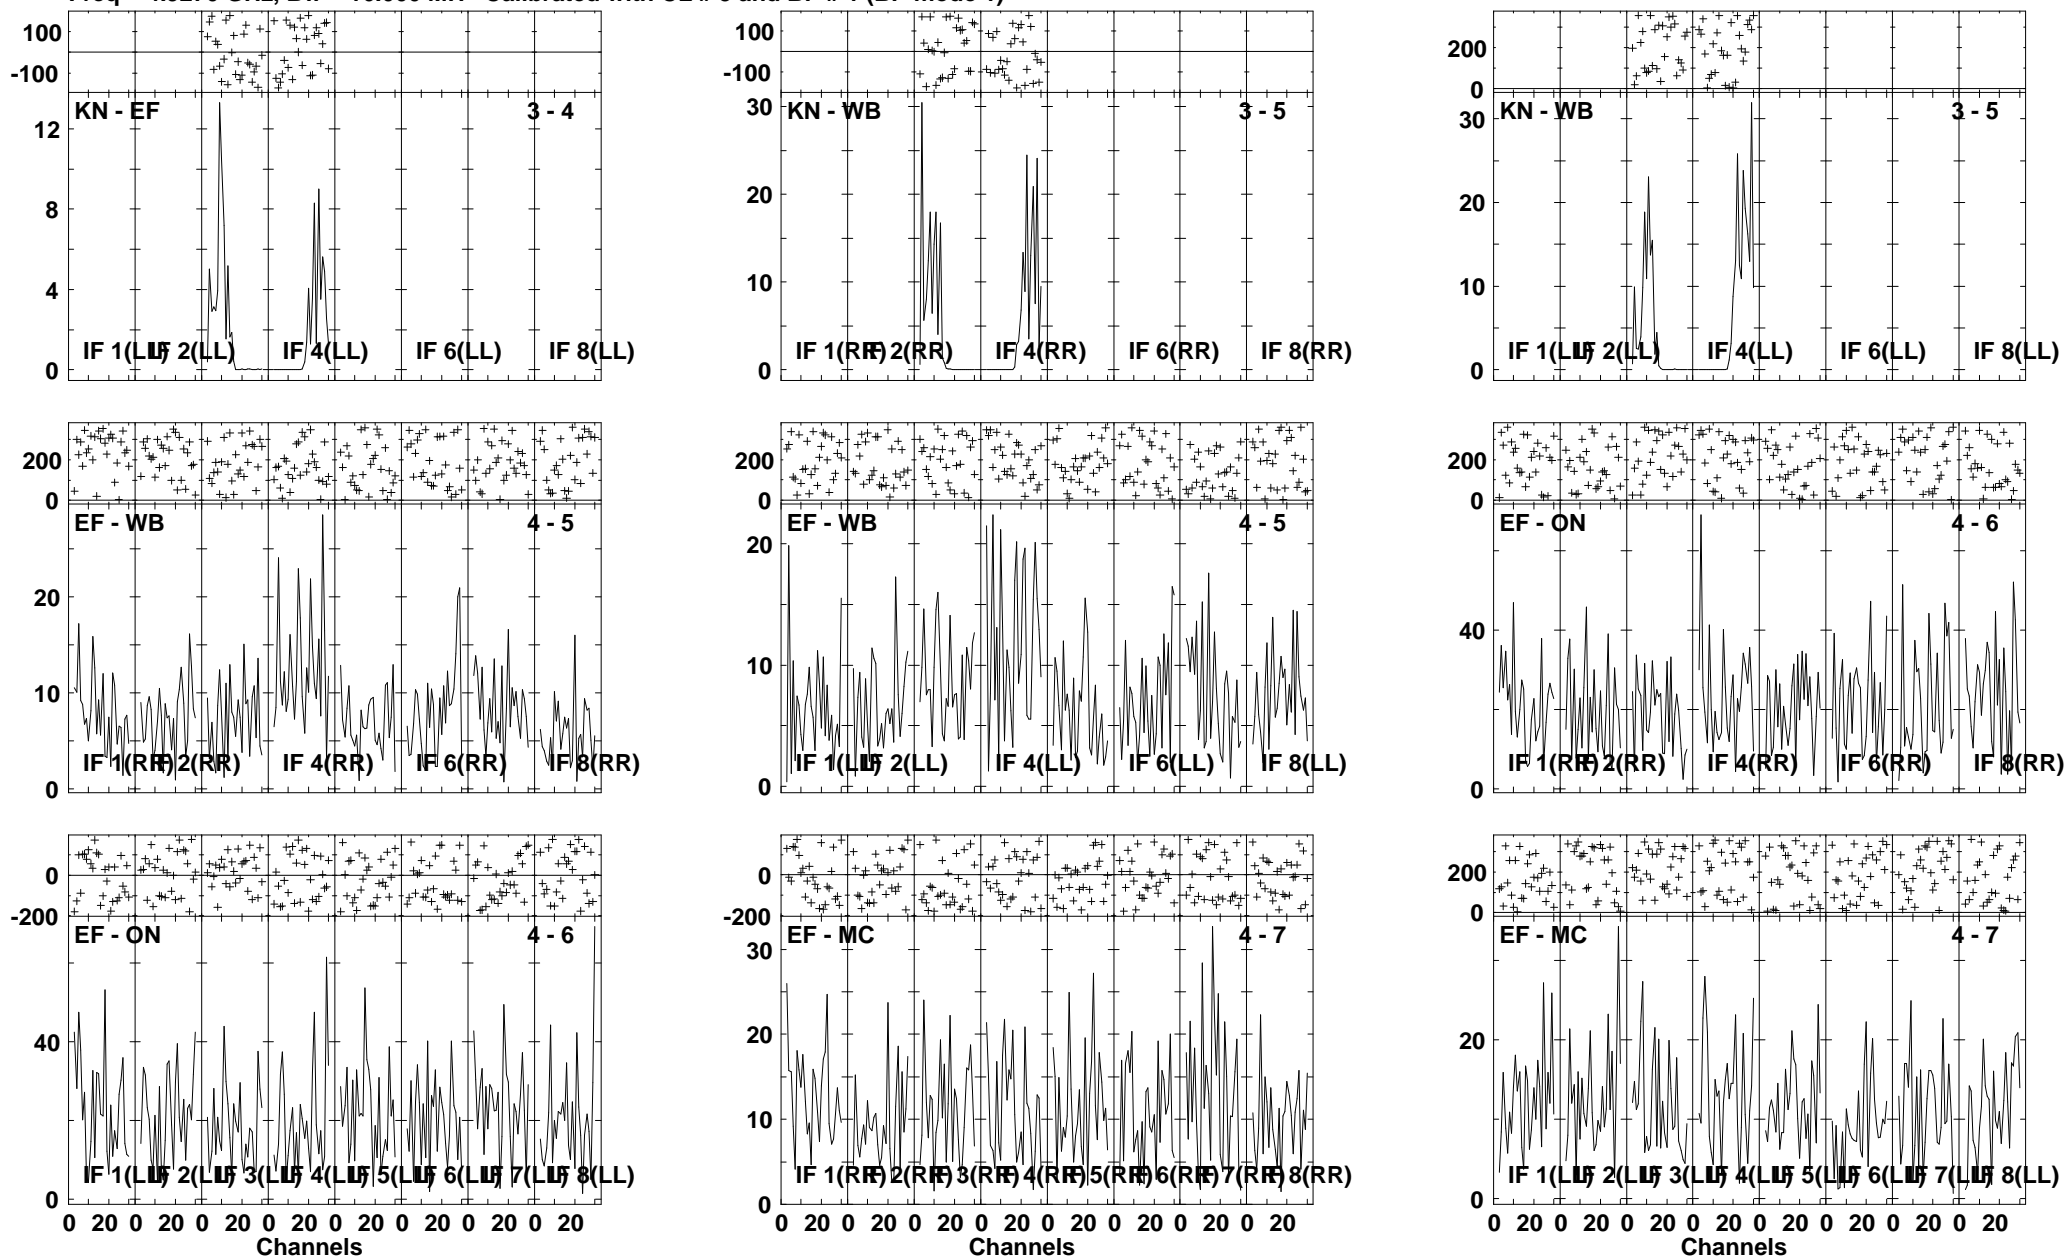 100
-100
KN - EF 3 - 4
12
8
4
0
IF 1(LL) IF 2(LL) IF 4(LL) IF 6(LL) IF 8(LL)
100
-100
KN - WB 3 - 5
30
20
10
0
IF 1(RR) IF 2(RR) IF 4(RR) IF 6(RR) IF 8(RR)
200
0
KN - WB 3 - 5
30
20
10
0
IF 1(LL) IF 2(LL) IF 4(LL) IF 6(LL) IF 8(LL)
200
0
EF - WB 4 - 5
20
10
0
IF 1(RR) IF 2(RR) IF 4(RR) IF 6(RR) IF 8(RR)
200
0
EF - WB 4 - 5
20
10
0
IF 1(LL) IF 2(LL) IF 4(LL) IF 6(LL) IF 8(LL)
200
0
EF - ON 4 - 6
40
0
IF 1(RR) IF 2(RR) IF 4(RR) IF 6(RR) IF 8(RR)
0
-200
EF - ON 4 - 6
40
0
IF 1(LL) IF 2(LL) IF 3(LL) IF 4(LL) IF 5(LL) IF 6(LL) IF 7(LL) IF 8(LL)
0 20 0 20 0 20 0 20 0 20 0 20 0 20 0 20
Channels
0
-200
EF - MC 4 - 7
30
20
10
0
IF 1(RR) IF 2(RR) IF 3(RR) IF 4(RR) IF 5(RR) IF 6(RR) IF 7(RR) IF 8(RR)
0 20 0 20 0 20 0 20 0 20 0 20 0 20 0 20
Channels
200
0
EF - MC 4 - 7
20
0
IF 1(LL) IF 2(LL) IF 3(LL) IF 4(LL) IF 5(LL) IF 6(LL) IF 7(LL) IF 8(LL)
0 20 0 20 0 20 0 20 0 20 0 20 0 20 0 20
Channels